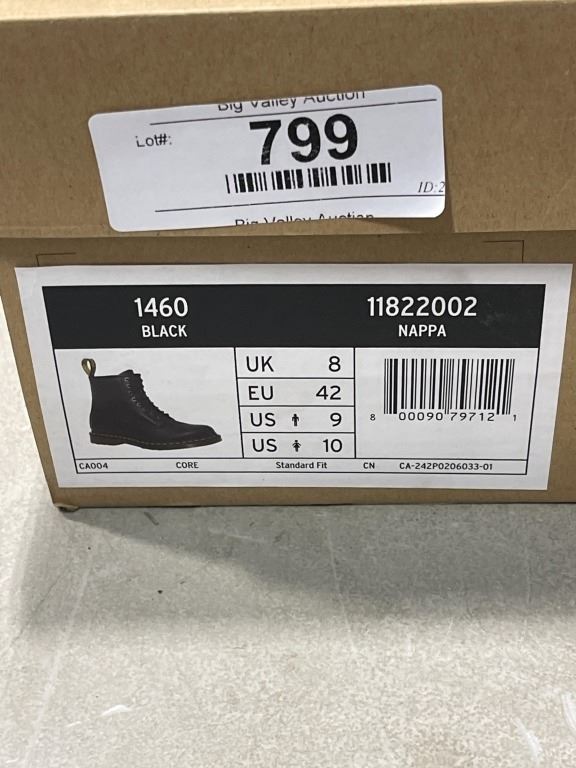 Big Valley Auction
Lot#: 799
ID:2
Big Valley Auction
1460 11822002
BLACK NAPPA
UK 8
EU 42
US 9
US 10
8 00090 79712 1
CA004 CORE Standard Fit CN CA-242P0206033-01